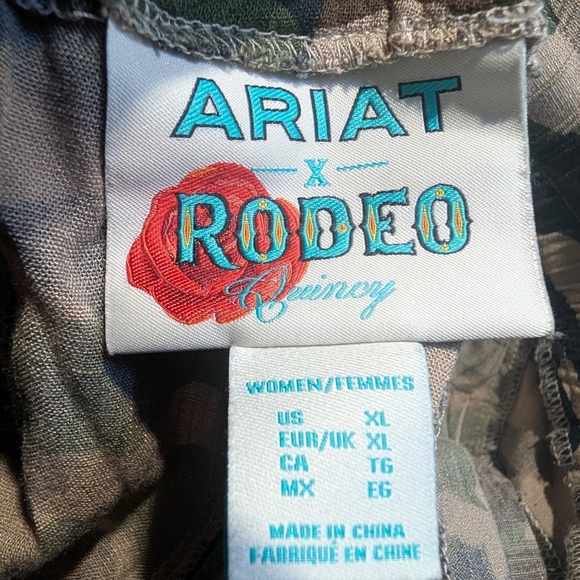 ARIAT
X
RODEO
Quincy
WOMEN/FEMMES
US XL
EUR/UK XL
CA TG
MX EG
MADE IN CHINA
FABRIQUÉ EN CHINE